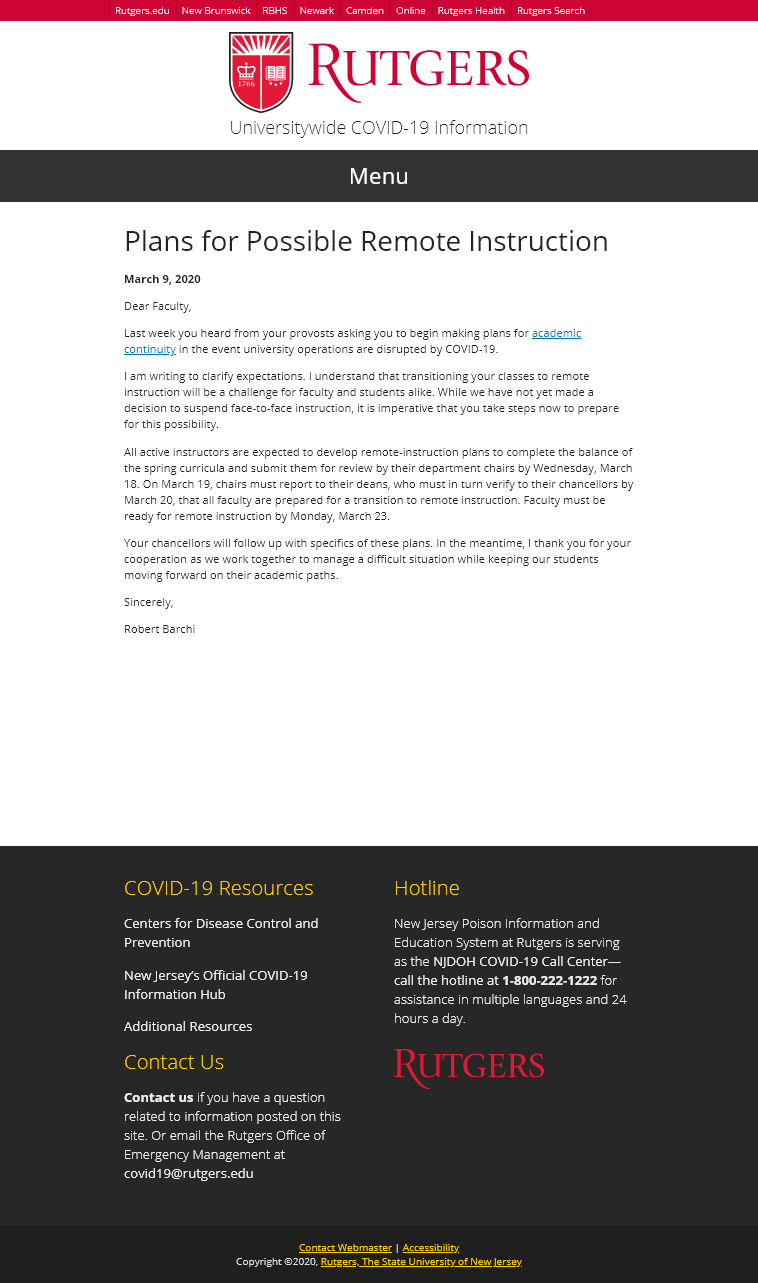 Rutgers.edu New Brunswick RBHS Newark Camden Online Rutgers Health Rutgers Search
1766
RUTGERS
Universitywide COVID-19 Information
Menu
Plans for Possible Remote Instruction
March 9, 2020
Dear Faculty,
Last week you heard from your provosts asking you to begin making plans for academic
continuity in the event university operations are disrupted by COVID-19.
I am writing to clarify expectations. I understand that transitioning your classes to remote
instruction will be a challenge for faculty and students alike. While we have not yet made a
decision to suspend face-to-face instruction, it is imperative that you take steps now to prepare
for this possibility.
All active instructors are expected to develop remote-instruction plans to complete the balance of
the spring curricula and submit them for review by their department chairs by Wednesday, March
18. On March 19, chairs must report to their deans, who must in turn verify to their chancellors by
March 20, that all faculty are prepared for a transition to remote instruction. Faculty must be
ready for remote instruction by Monday, March 23.
Your chancellors will follow up with specifics of these plans. In the meantime, I thank you for your
cooperation as we work together to manage a difficult situation while keeping our students
moving forward on their academic paths.
Sincerely,
Robert Barchi
COVID-19 Resources
Centers for Disease Control and
Prevention
New Jersey’s Official COVID-19
Information Hub
Additional Resources
Contact Us
Contact us if you have a question
related to information posted on this
site. Or email the Rutgers Office of
Emergency Management at
covid19@rutgers.edu
Hotline
New Jersey Poison Information and
Education System at Rutgers is serving
as the NJDOH COVID-19 Call Center—
call the hotline at 1-800-222-1222 for
assistance in multiple languages and 24
hours a day.
RUTGERS
Contact Webmaster | Accessibility
Copyright ©2020, Rutgers, The State University of New Jersey